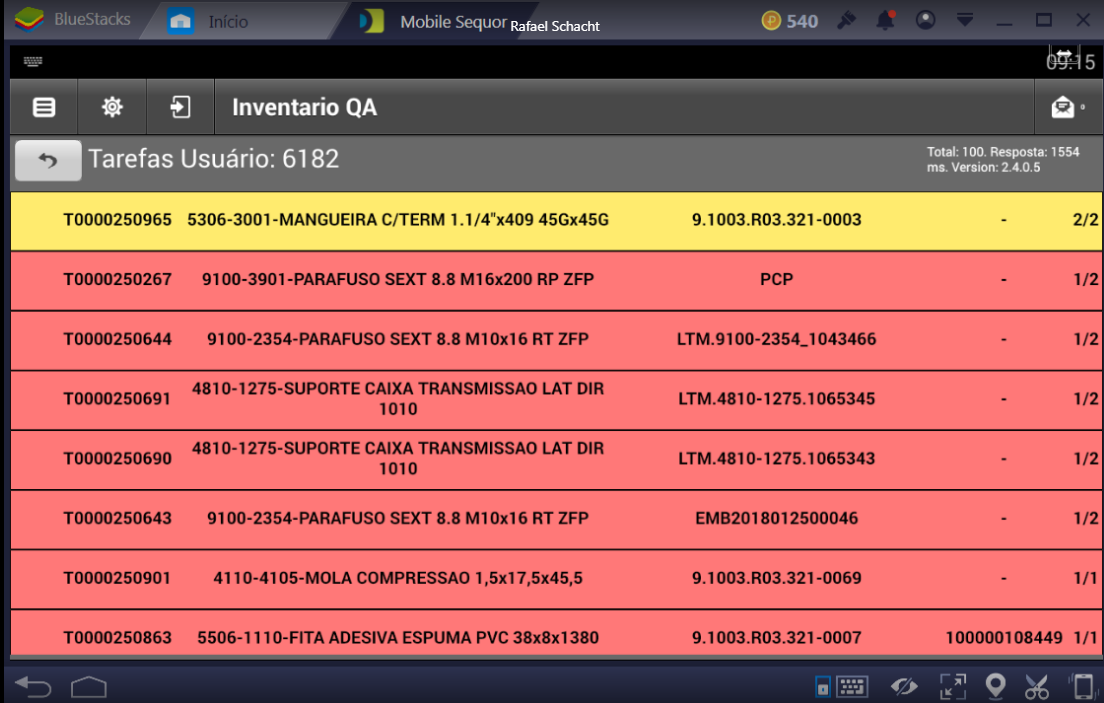 BlueStacks Início Mobile Sequor Rafael Schacht 540
09:15
Inventario QA 0
Tarefas Usuário: 6182
Total: 100. Resposta: 1554
ms. Version: 2.4.0.5
T0000250965 5306-3001-MANGUEIRA C/TERM 1.1/4"x409 45Gx45G 9.1003.R03.321-0003 - 2/2
T0000250267 9100-3901-PARAFUSO SEXT 8.8 M16x200 RP ZFP PCP - 1/2
T0000250644 9100-2354-PARAFUSO SEXT 8.8 M10x16 RT ZFP LTM.9100-2354_1043466 - 1/2
T0000250691 4810-1275-SUPORTE CAIXA TRANSMISSAO LAT DIR
1010 LTM.4810-1275.1065345 - 1/2
T0000250690 4810-1275-SUPORTE CAIXA TRANSMISSAO LAT DIR
1010 LTM.4810-1275.1065343 - 1/2
T0000250643 9100-2354-PARAFUSO SEXT 8.8 M10x16 RT ZFP EMB2018012500046 - 1/2
T0000250901 4110-4105-MOLA COMPRESSAO 1,5x17,5x45,5 9.1003.R03.321-0069 - 1/1
T0000250863 5506-1110-FITA ADESIVA ESPUMA PVC 38x8x1380 9.1003.R03.321-0007 100000108449 1/1